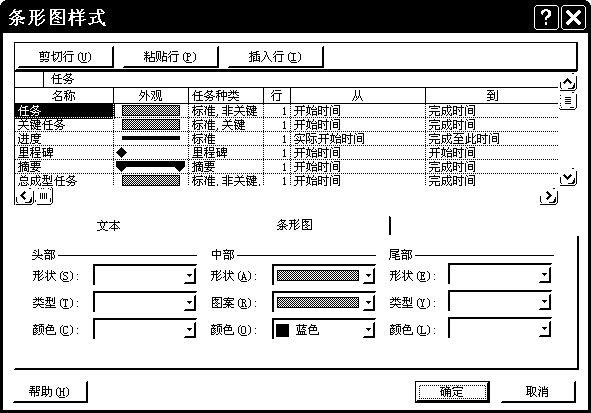 条形图样式
剪切行(U) 粘贴行(P) 插入行(I)
任务
名称 外观 任务种类 行 从 到
任务 标准,非关键 1 开始时间 完成时间
关键任务 标准,关键 1 开始时间 完成时间
进度 标准 1 实际开始时间 完成至此时间
里程碑 里程碑 1 开始时间 开始时间
摘要 摘要 1 开始时间 完成时间
总成型任务 标准,非关键, 1 开始时间 完成时间
文本 条形图
头部 中部 尾部
形状(S): 形状(A): 形状(E):
类型(T): 图案(R): 类型(Y):
颜色(C): 颜色(O): 蓝色 颜色(L):
帮助(H) 确定 取消